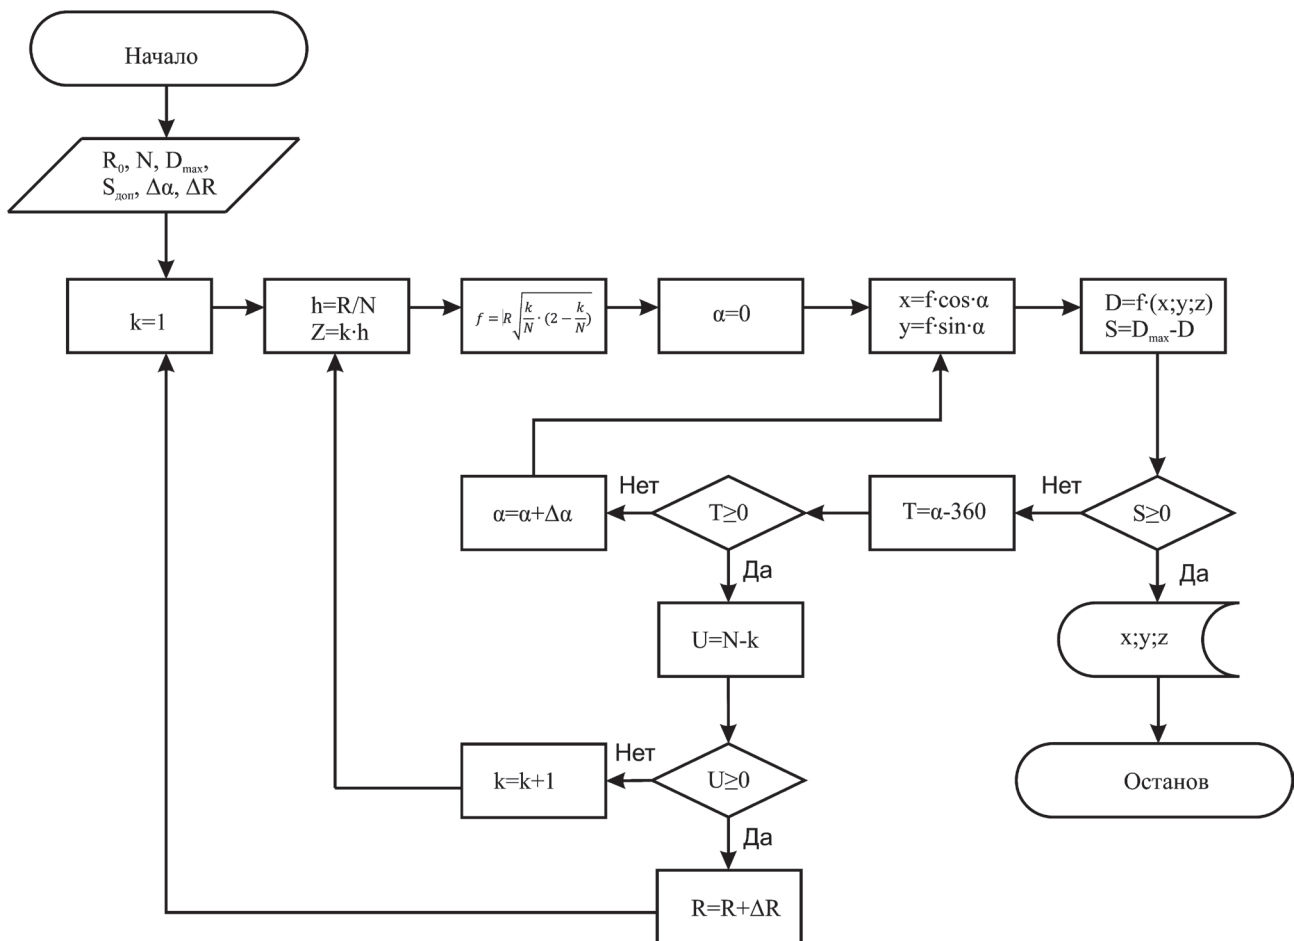 Начало
R₀, N, Dₘₐₓ,
Sдоп, Δα, ΔR
k=1
h=R/N
Z=k·h
f = |R√(k/N · (2 − k/N))
α=0
x=f·cos·α
y=f·sin·α
D=f·(x;y;z)
S=Dₘₐₓ-D
α=α+Δα
Нет
T≥0
T=α-360
Нет
S≥0
Да
Да
U=N-k
x;y;z
k=k+1
Нет
U≥0
Останов
Да
R=R+ΔR